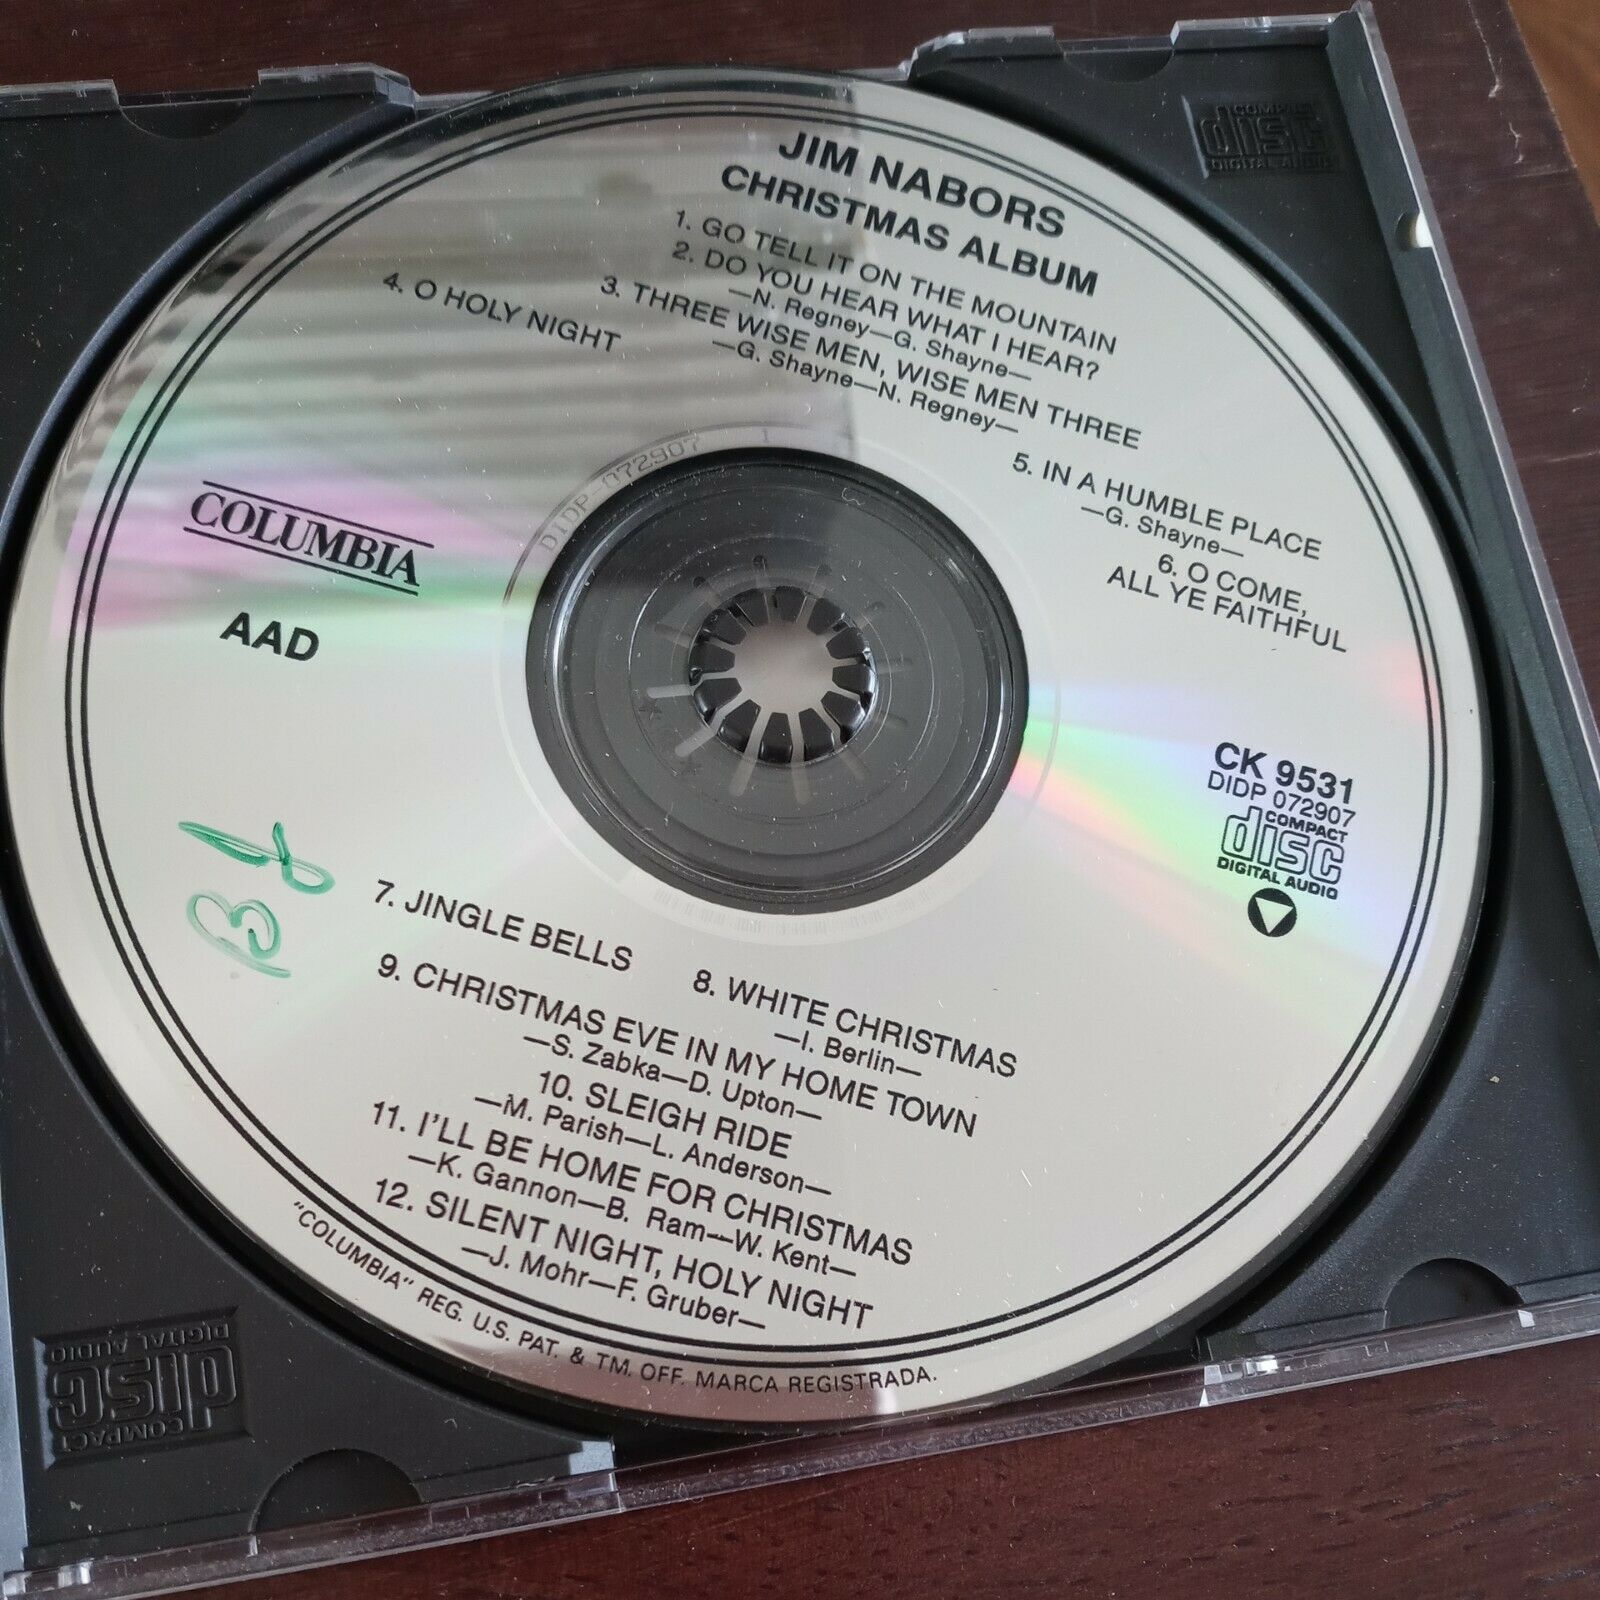 JIM NABORS
CHRISTMAS ALBUM
1. GO TELL IT ON THE MOUNTAIN
2. DO YOU HEAR WHAT I HEAR?
—N. Regney—G. Shayne—
3. THREE WISE MEN, WISE MEN THREE
—G. Shayne—N. Regney—
4. O HOLY NIGHT
5. IN A HUMBLE PLACE
—G. Shayne—
6. O COME,
ALL YE FAITHFUL
DIDP-072907 1
COLUMBIA
AAD
CK 9531
DIDP 072907
COMPACT
disc
DIGITAL AUDIO
7. JINGLE BELLS
8. WHITE CHRISTMAS
—I. Berlin—
9. CHRISTMAS EVE IN MY HOME TOWN
—S. Zabka—D. Upton—
10. SLEIGH RIDE
—M. Parish—L. Anderson—
11. I'LL BE HOME FOR CHRISTMAS
—K. Gannon—B. Ram—W. Kent—
12. SILENT NIGHT, HOLY NIGHT
—J. Mohr—F. Gruber—
"COLUMBIA" REG. U.S. PAT. & TM. OFF. MARCA REGISTRADA.
COMPACT
disc
DIGITAL AUDIO
COMPACT
disc
DIGITAL AUDIO